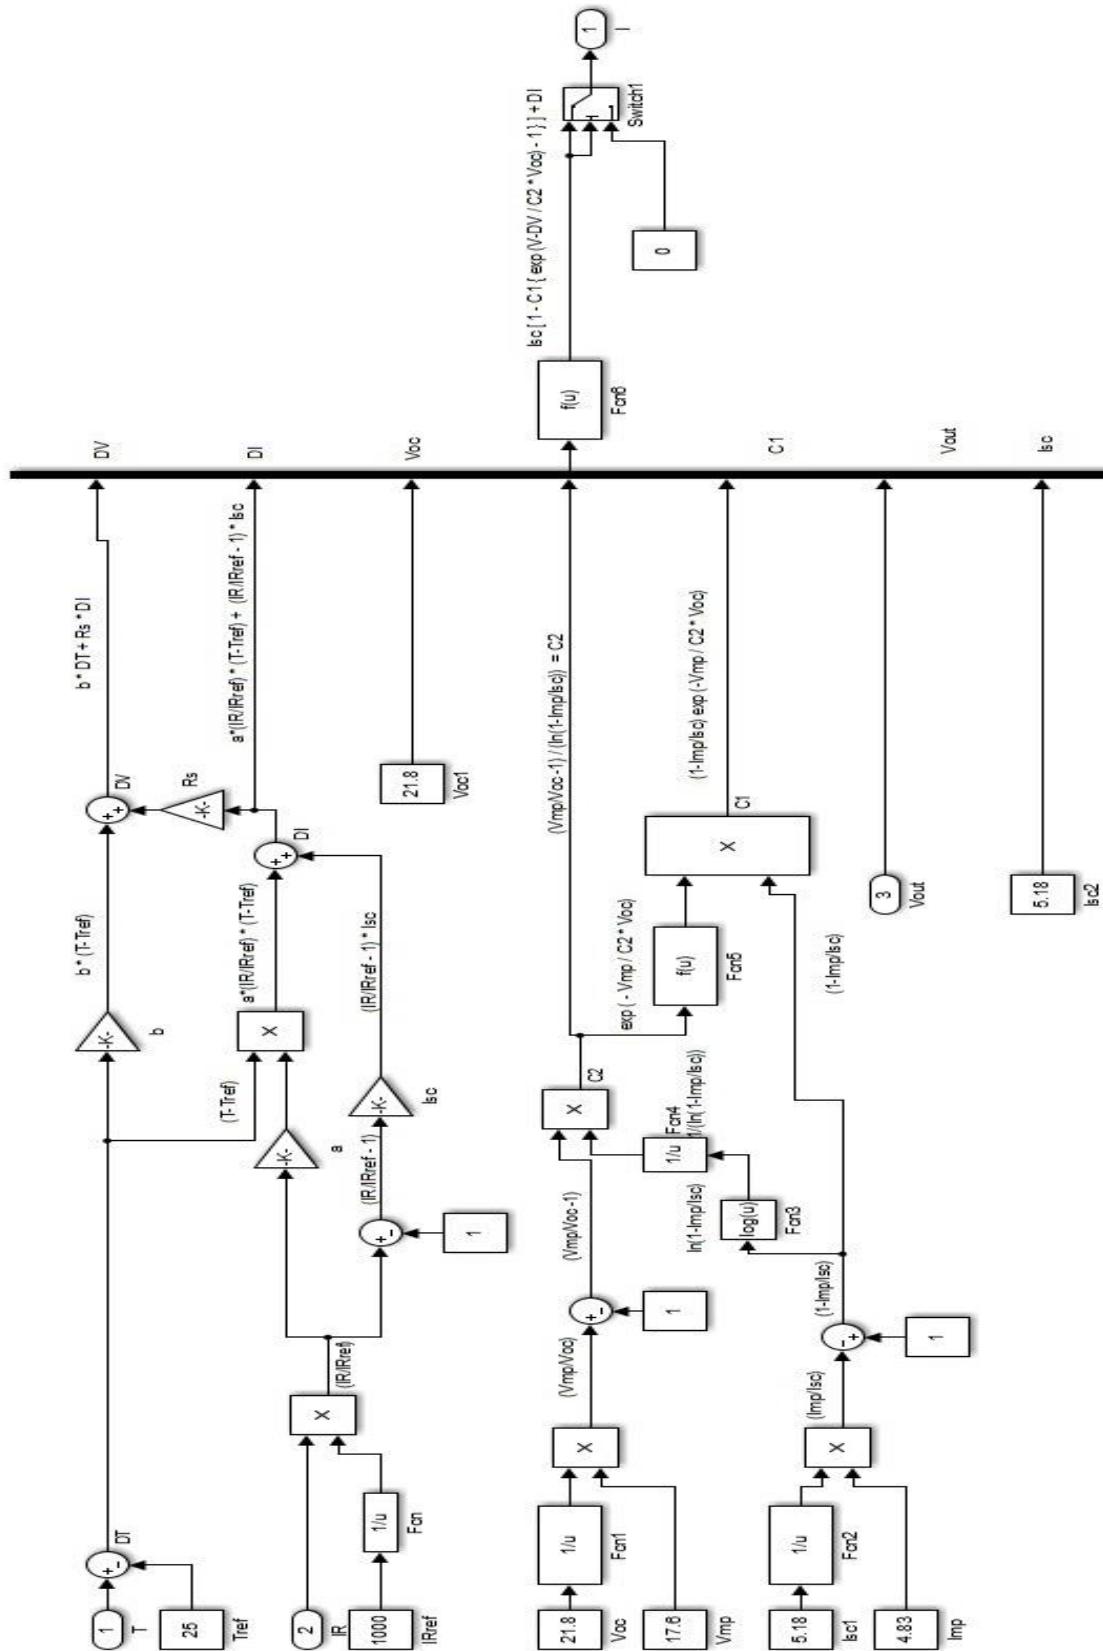 1
T
25
Tref
DT
+
-
-K-
b
b * (T-Tref)
(T-Tref)
+
+
DV
b * DT + Rs * DI
DV
2
IR
1000
IRref
1/u
Fcn
X
(IR/IRref)
-K-
a
X
a*(IR/IRref) * (T-Tref)
-K-
Rs
+
+
DI
a*(IR/IRref) * (T-Tref) + (IR/IRref - 1) * Isc
DI
+
-
1
(IR/IRref - 1)
-K-
Isc
(IR/IRref - 1) * Isc
21.8
Voc1
Voc
21.8
Voc
1/u
Fcn1
17.6
Vmp
X
(Vmp/Voc)
+
-
1
(Vmp/Voc-1)
X
C2
(Vmp/Voc-1) / (ln(1-Imp/Isc)) = C2
5.18
Isc1
1/u
Fcn2
4.83
Imp
X
(Imp/Isc)
-
+
1
(1-Imp/Isc)
log(u)
Fcn3
ln(1-Imp/Isc)
1/u
Fcn4
1/(ln(1-Imp/Isc))
exp ( - Vmp / C2 * Voc)
f(u)
Fcn5
(1-Imp/Isc)
X
C1
(1-Imp/Isc) exp (-Vmp / C2 * Voc)
C1
3
Vout
Vout
5.18
Isc2
Isc
f(u)
Fcn6
Isc [ 1 - C1 { exp (V-DV / C2 * Voc) - 1 } ] + DI
0
Switch1
1
I